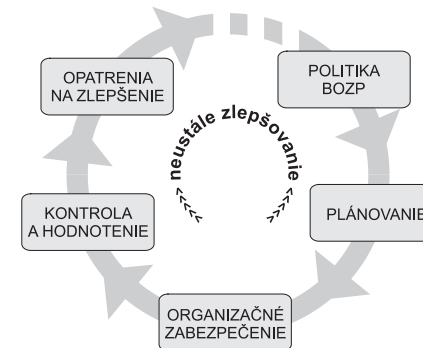 OPATRENIA
NA ZLEPŠENIE
POLITIKA
BOZP
neustále zlepšovanie
KONTROLA
A HODNOTENIE
PLÁNOVANIE
ORGANIZAČNÉ
ZABEZPEČENIE